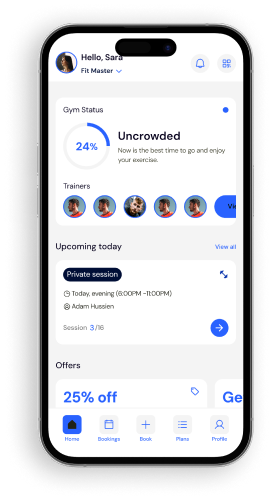 Hello, Sara
Fit Master
Gym Status
24%
Uncrowded
Now is the best time to go and enjoy
your exercise.
Trainers
Vi
Upcoming today
View all
Private session
Today, evening (6:00PM -11:00PM)
Adam Hussien
Session 3/16
Offers
25% off
Ge
Home
Bookings
Book
Plans
Profile